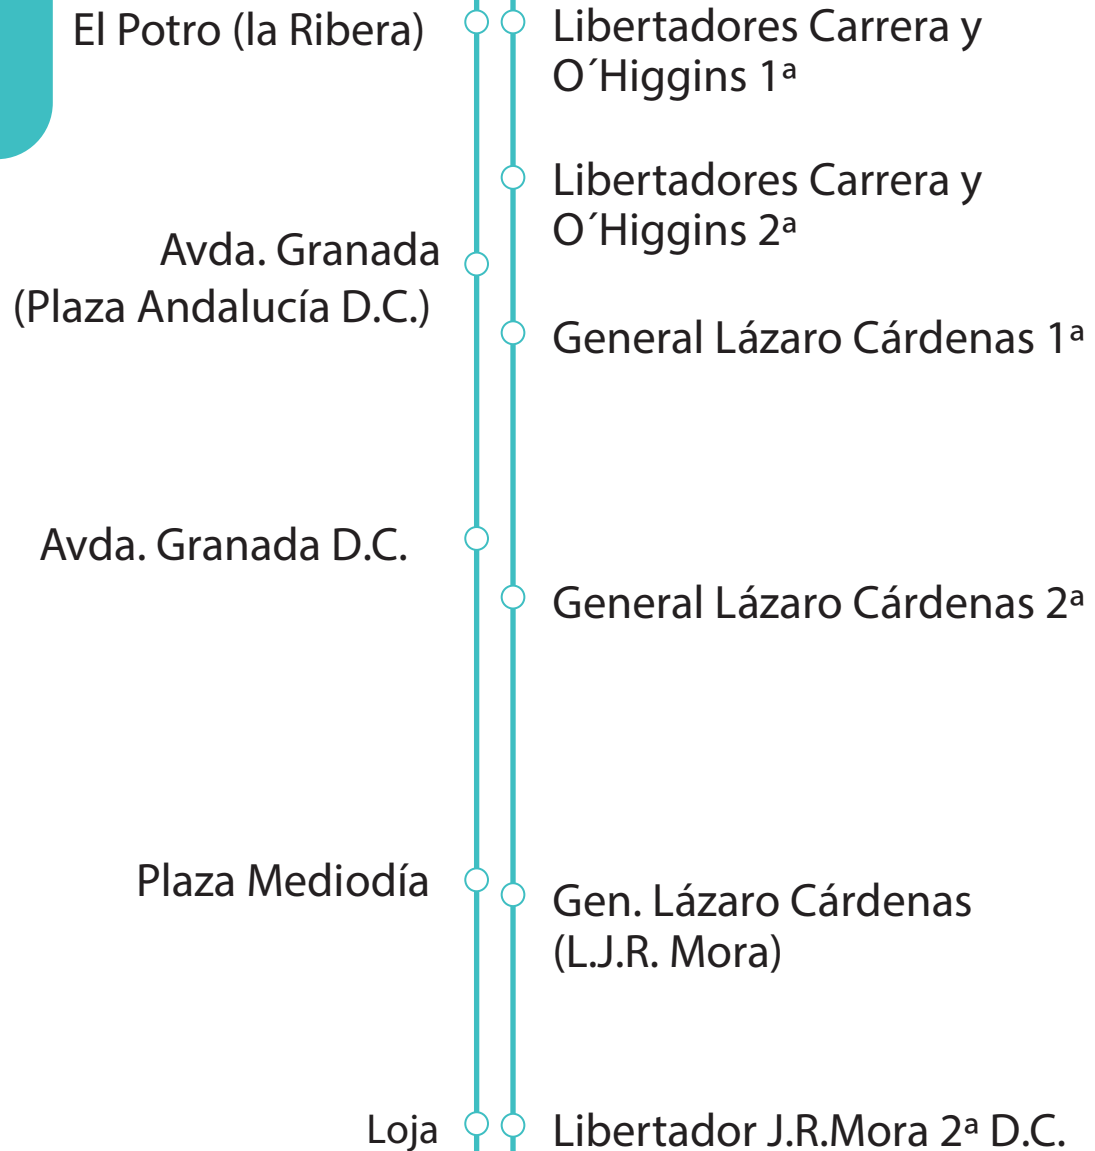 El Potro (la Ribera)
Libertadores Carrera y
O´Higgins 1ª
Libertadores Carrera y
O´Higgins 2ª
Avda. Granada
(Plaza Andalucía D.C.)
General Lázaro Cárdenas 1ª
Avda. Granada D.C.
General Lázaro Cárdenas 2ª
Plaza Mediodía
Gen. Lázaro Cárdenas
(L.J.R. Mora)
Loja
Libertador J.R.Mora 2ª D.C.